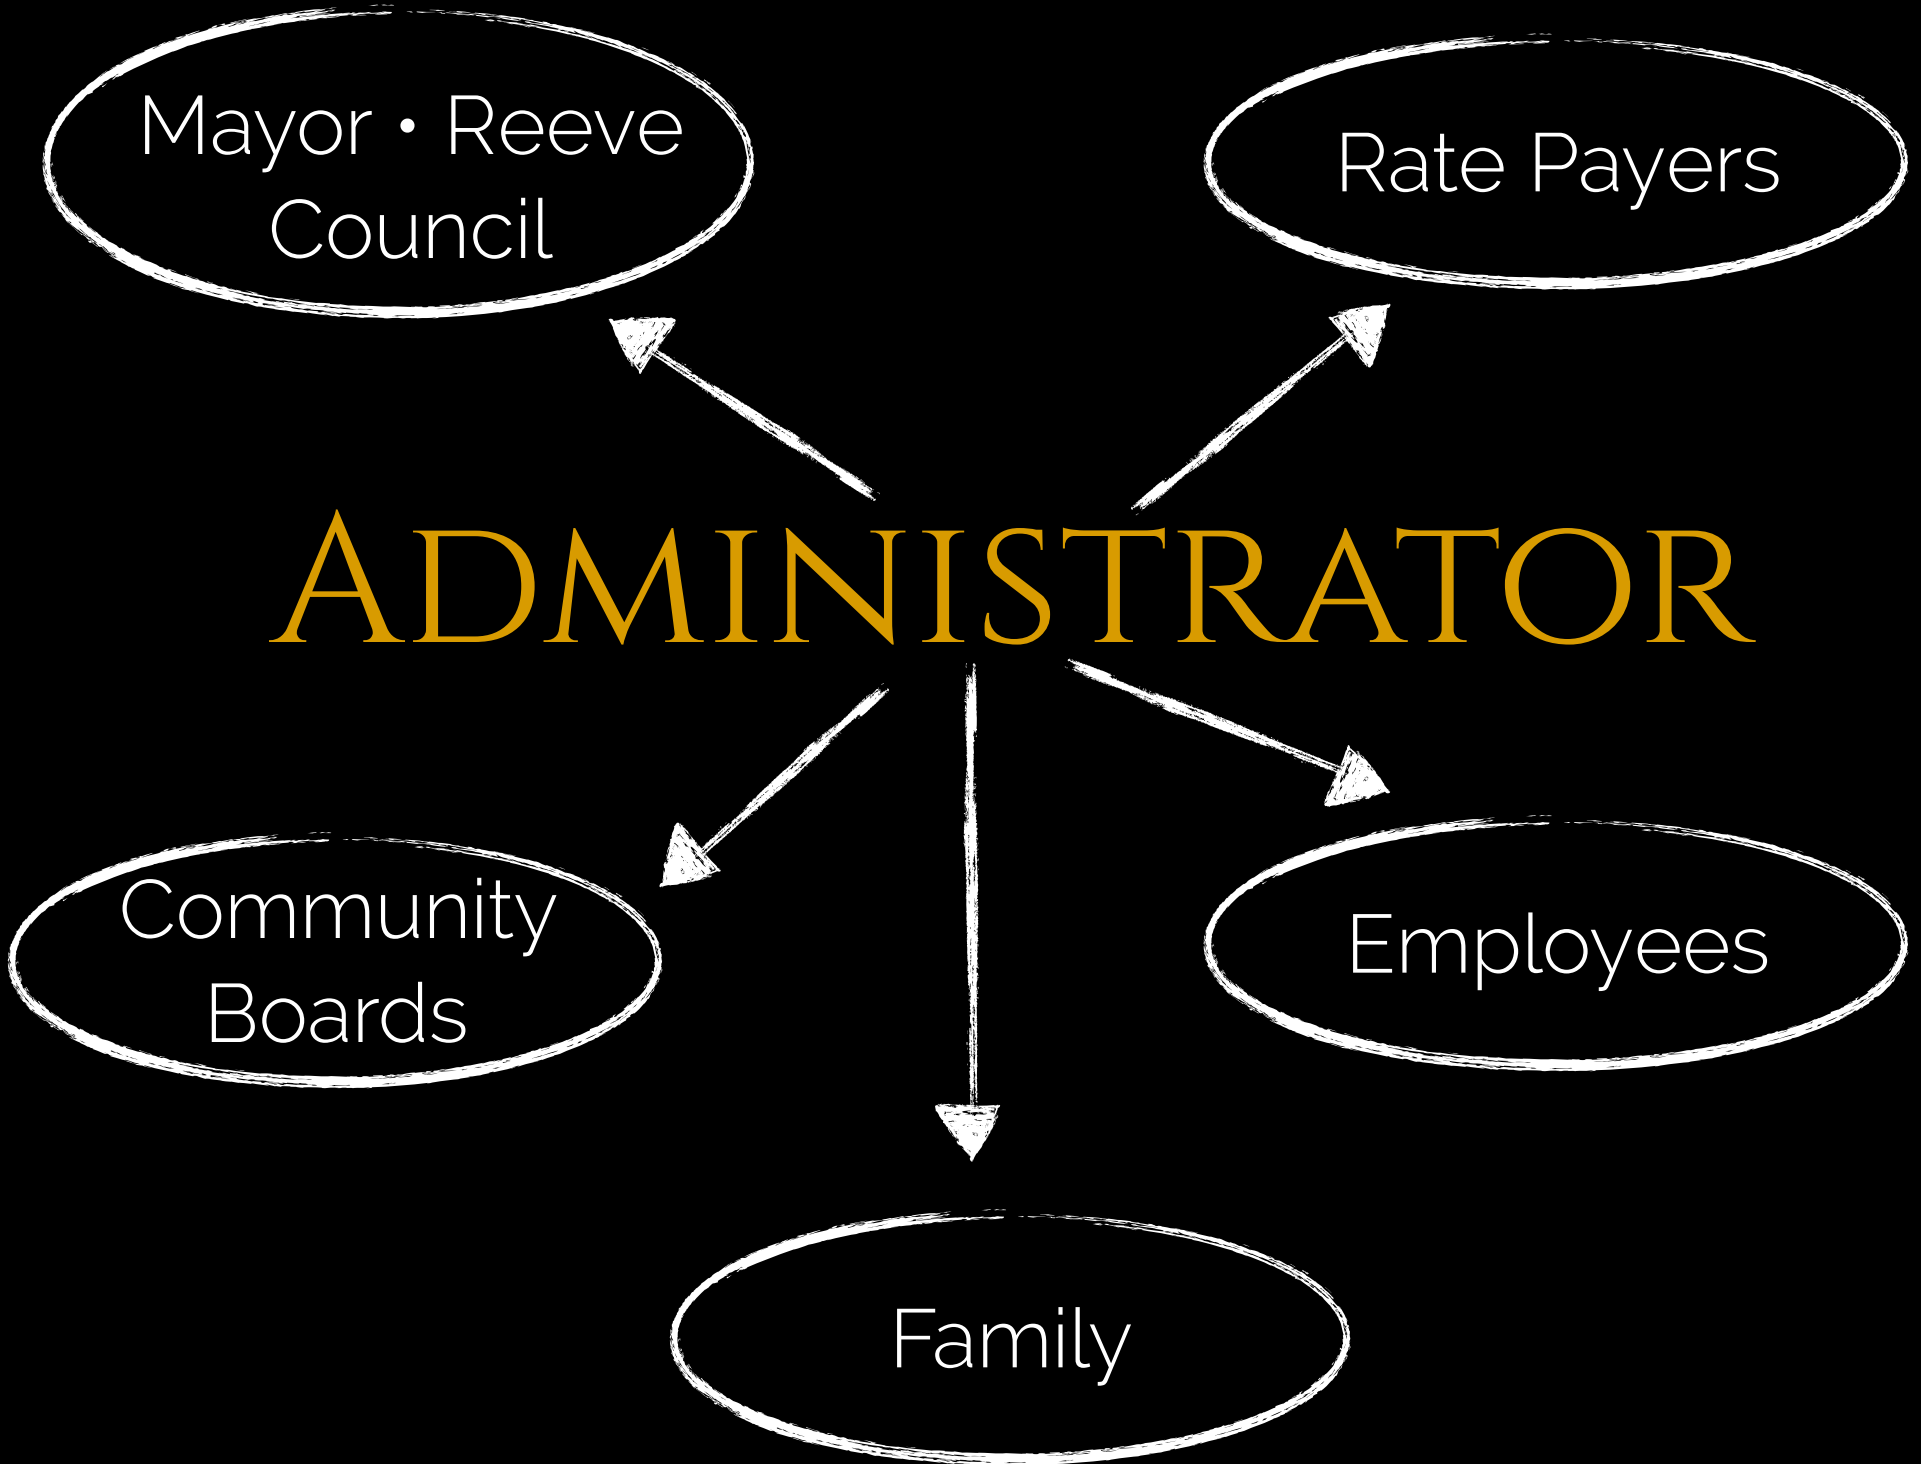 Mayor • Reeve
Council
Rate Payers
ADMINISTRATOR
Community
Boards
Employees
Family